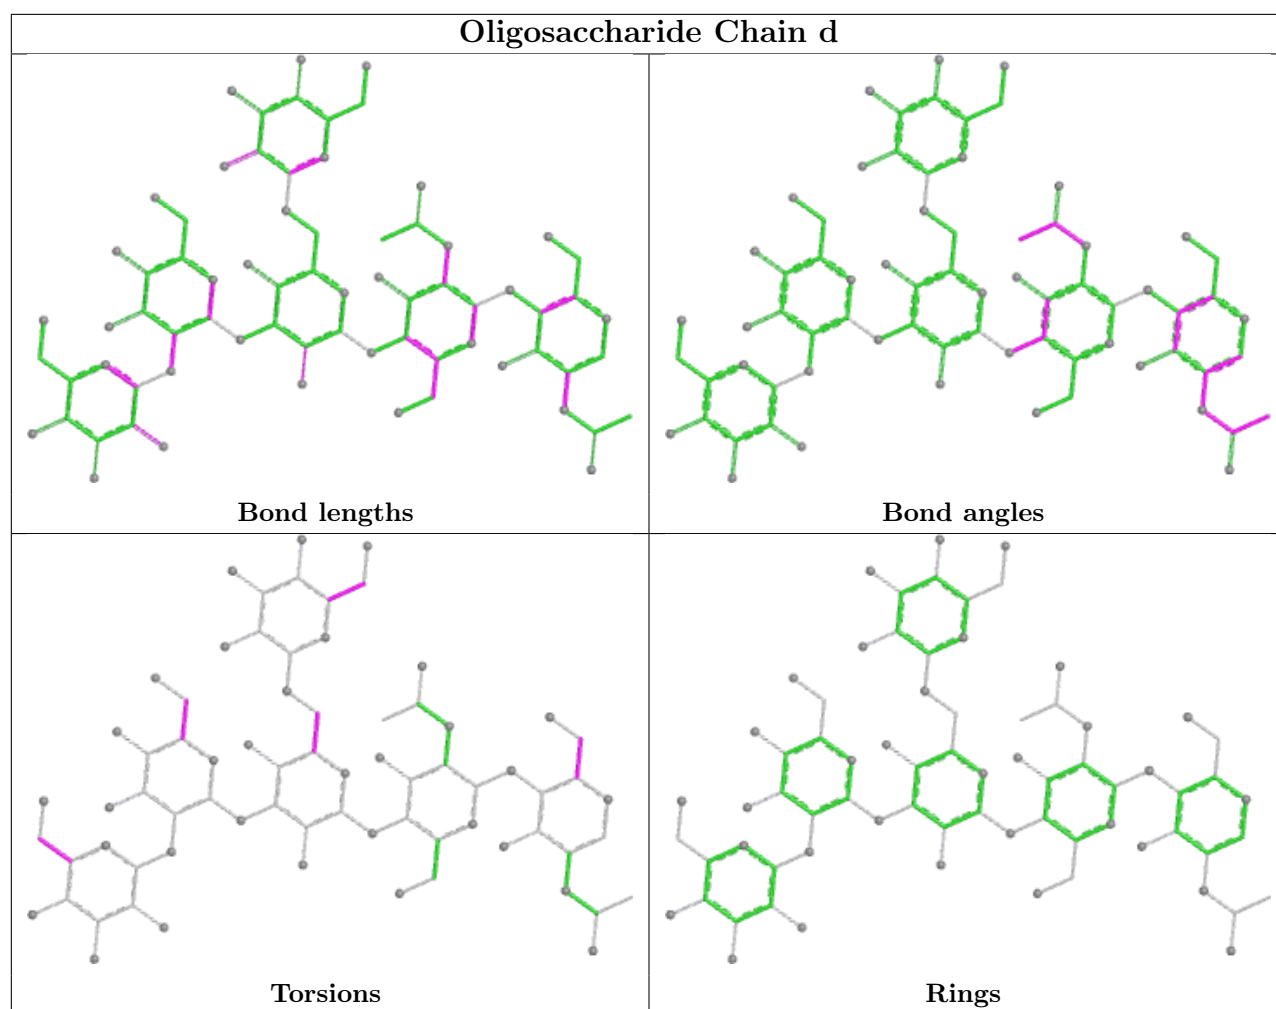 Oligosaccharide Chain d
Bond lengths
Bond angles
Torsions
Rings